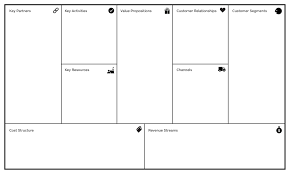 Key Partners
Key Activities
Value Propositions
Customer Relationships
Customer Segments
Key Resources
Channels
Cost Structure
Revenue Streams